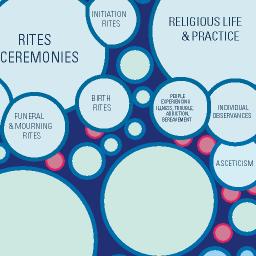 INITIATION
RITES
RITES
CEREMONIES
RELIGIOUS LIFE
& PRACTICE
BIRTH
RITES
PEOPLE
EXPERIENCING
ILLNESS, TROUBLE,
ADDICTION,
BEREAVEMENT
INDIVIDUAL
OBSERVANCES
FUNERAL
& MOURNING
RITES
ASCETICISM